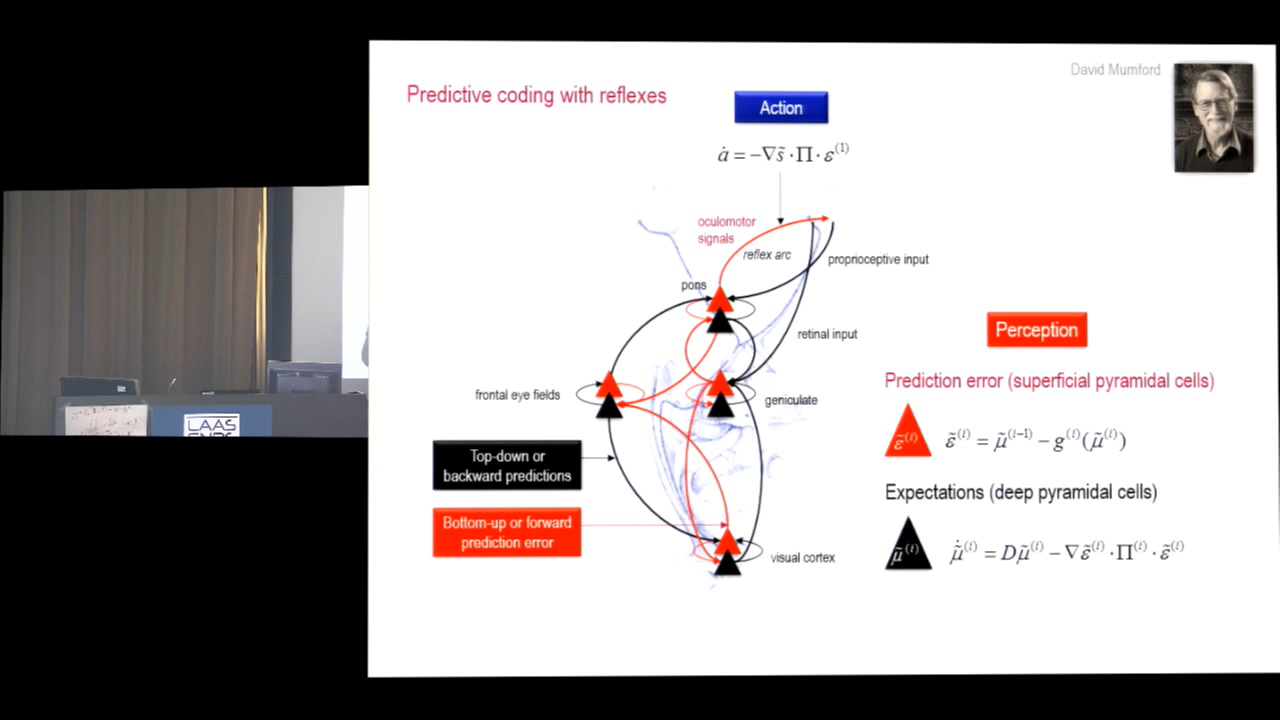 David Mumford
Predictive coding with reflexes
Action
ȧ = −∇s̃ · Π · ε⁽¹⁾
oculomotor
signals
reflex arc
proprioceptive input
pons
retinal input
Perception
Prediction error (superficial pyramidal cells)
frontal eye fields
geniculate
ε̃⁽ⁱ⁾
ε̃⁽ⁱ⁾ = μ̃⁽ⁱ⁻¹⁾ − g⁽ⁱ⁾(μ̃⁽ⁱ⁾)
LAAS
CNRS
Top-down or
backward predictions
Expectations (deep pyramidal cells)
Bottom-up or forward
prediction error
μ̃⁽ⁱ⁾
μ̃̇⁽ⁱ⁾ = Dμ̃⁽ⁱ⁾ − ∇ε̃⁽ⁱ⁾ · Π⁽ⁱ⁾ · ε̃⁽ⁱ⁾
visual cortex